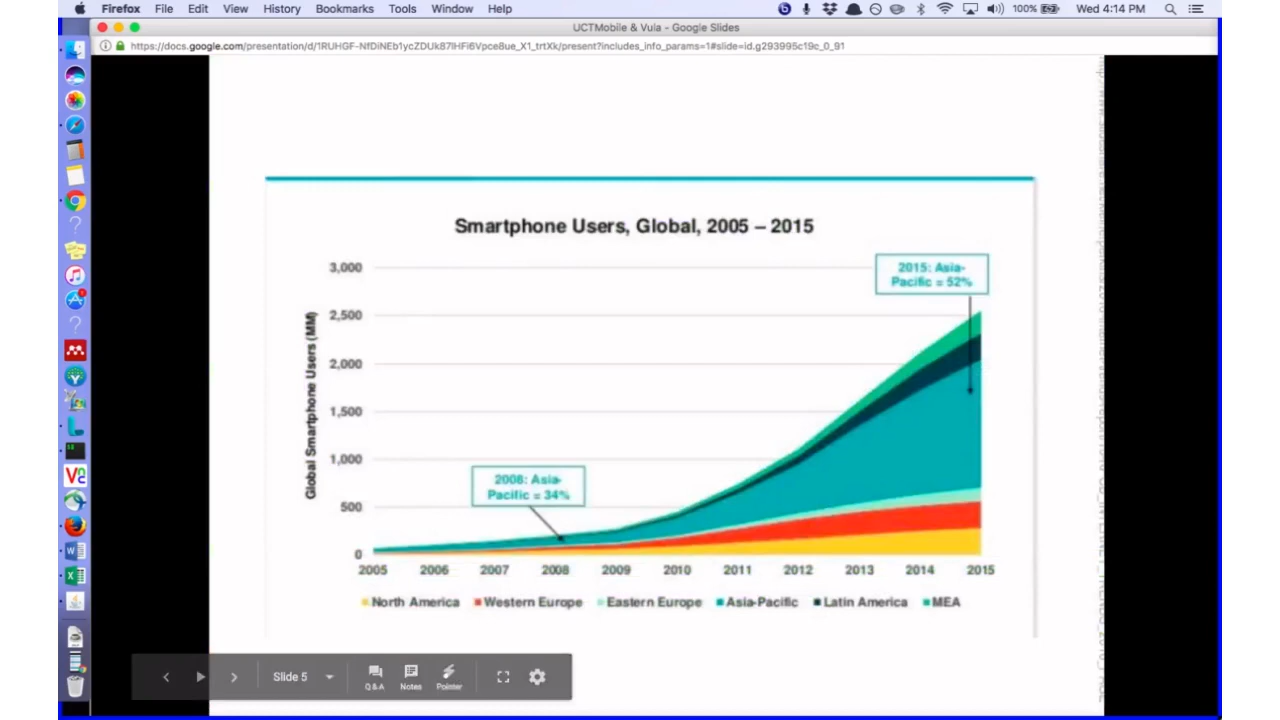 Firefox File Edit View History Bookmarks Tools Window Help 100% Wed 4:14 PM
UCTMobile & Vula - Google Slides
Smartphone Users, Global, 2005 – 2015
2015: Asia-
Pacific = 52%
3,000
2,500
2,000
1,500
1,000
500
0
Global Smartphone Users (MM)
2008: Asia-
Pacific = 34%
2005 2006 2007 2008 2009 2010 2011 2012 2013 2014 2015
North America Western Europe Eastern Europe Asia-Pacific Latin America MEA
Slide 5
Q&A Notes Pointer